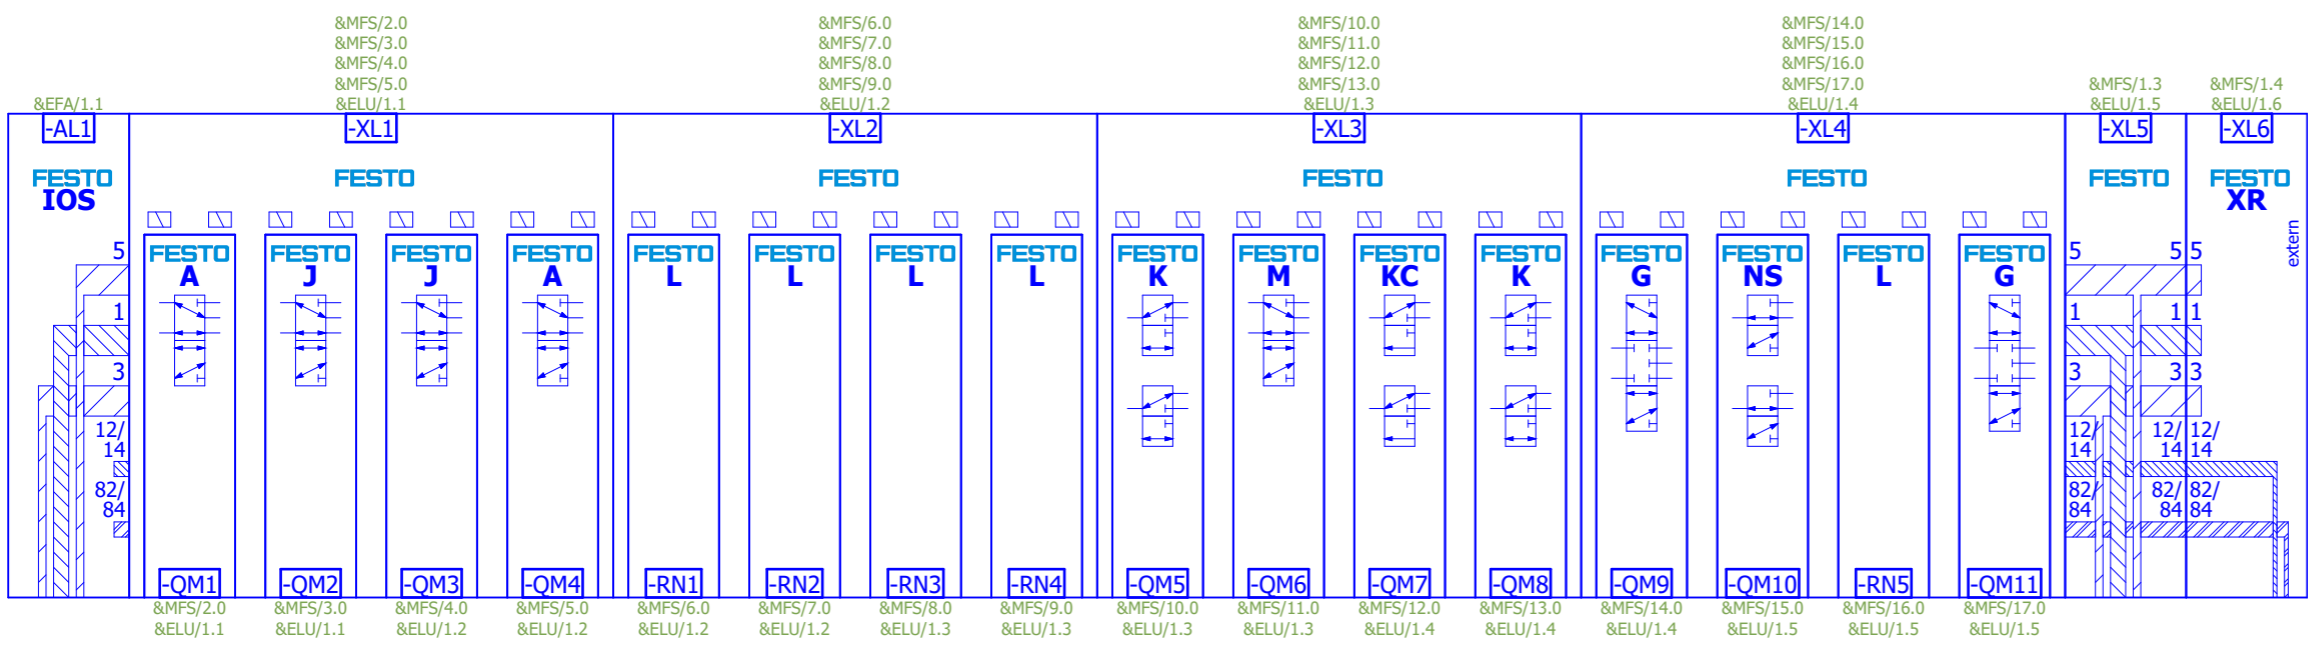 &MFS/2.0 &MFS/6.0 &MFS/10.0 &MFS/14.0
&MFS/3.0 &MFS/7.0 &MFS/11.0 &MFS/15.0
&MFS/4.0 &MFS/8.0 &MFS/12.0 &MFS/16.0
&MFS/5.0 &MFS/9.0 &MFS/13.0 &MFS/17.0 &MFS/1.3 &MFS/1.4
&EFA/1.1 &ELU/1.1 &ELU/1.2 &ELU/1.3 &ELU/1.4 &ELU/1.5 &ELU/1.6
-AL1 -XL1 -XL2 -XL3 -XL4 -XL5 -XL6
FESTO FESTO FESTO FESTO FESTO FESTO FESTO
IOS XR
extern
5 FESTO FESTO FESTO FESTO FESTO FESTO FESTO FESTO FESTO FESTO FESTO FESTO FESTO FESTO FESTO FESTO 5 5 5
A J J A L L L L K M KC K G NS L G
1 1 1 1
3 3 3 3
12/ 12/ 12/ 12/
14 14 14 14
82/ 82/ 82/ 82/
84 84 84 84
-QM1 -QM2 -QM3 -QM4 -RN1 -RN2 -RN3 -RN4 -QM5 -QM6 -QM7 -QM8 -QM9 -QM10 -RN5 -QM11
&MFS/2.0 &MFS/3.0 &MFS/4.0 &MFS/5.0 &MFS/6.0 &MFS/7.0 &MFS/8.0 &MFS/9.0 &MFS/10.0 &MFS/11.0 &MFS/12.0 &MFS/13.0 &MFS/14.0 &MFS/15.0 &MFS/16.0 &MFS/17.0
&ELU/1.1 &ELU/1.1 &ELU/1.2 &ELU/1.2 &ELU/1.2 &ELU/1.2 &ELU/1.3 &ELU/1.3 &ELU/1.3 &ELU/1.3 &ELU/1.4 &ELU/1.4 &ELU/1.4 &ELU/1.5 &ELU/1.5 &ELU/1.5